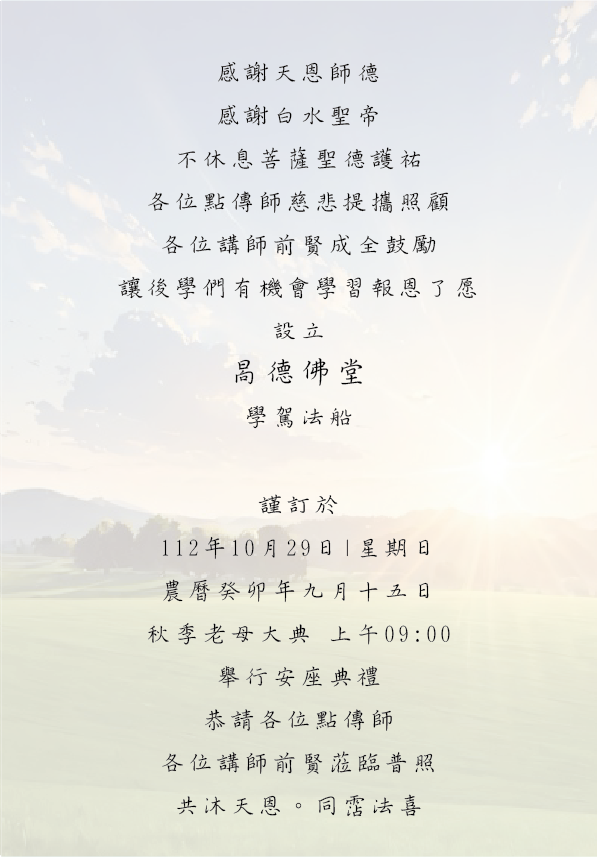 感謝天恩師德
感謝白水聖帝
不休息菩薩聖德護祐
各位點傳師慈悲提攜照顧
各位講師前賢成全鼓勵
讓後學們有機會學習報恩了愿
設立
昺德佛堂
學駕法船
謹訂於
112年10月29日|星期日
農曆癸卯年九月十五日
秋季老母大典 上午09:00
舉行安座典禮
恭請各位點傳師
各位講師前賢蒞臨普照
共沐天恩。同霑法喜